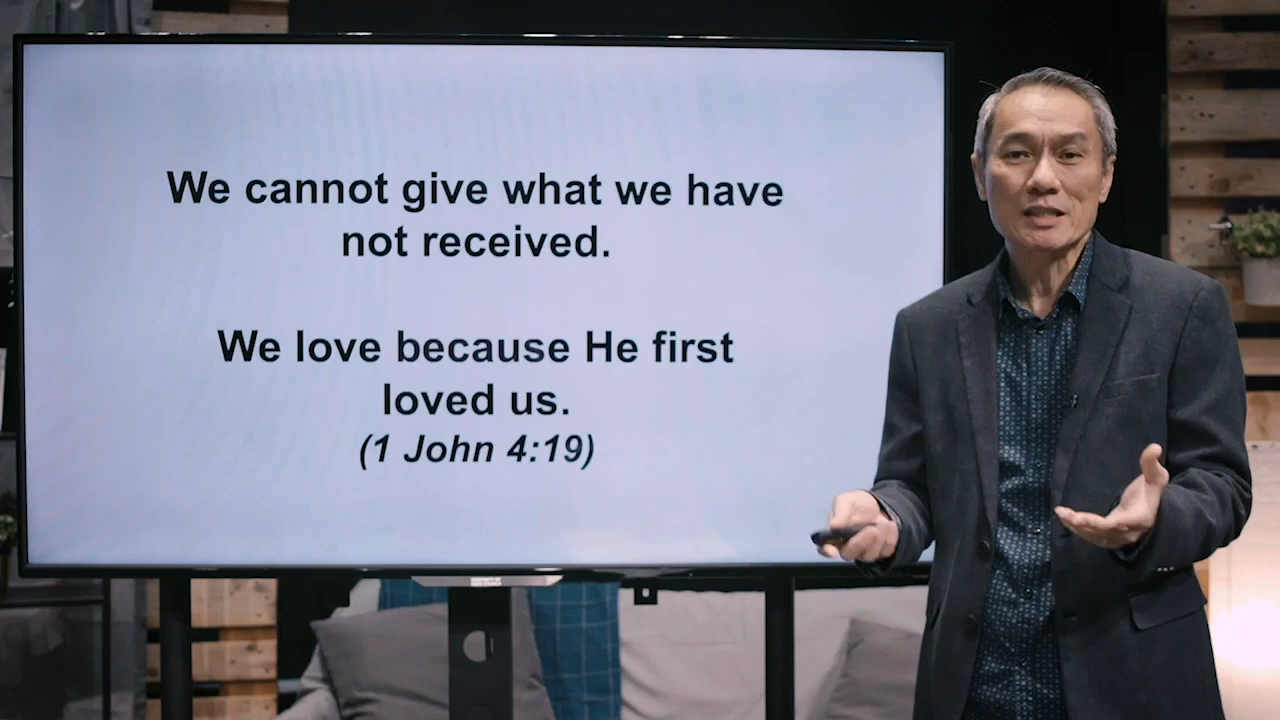 We cannot give what we have
not received.
We love because He first
loved us.
(1 John 4:19)